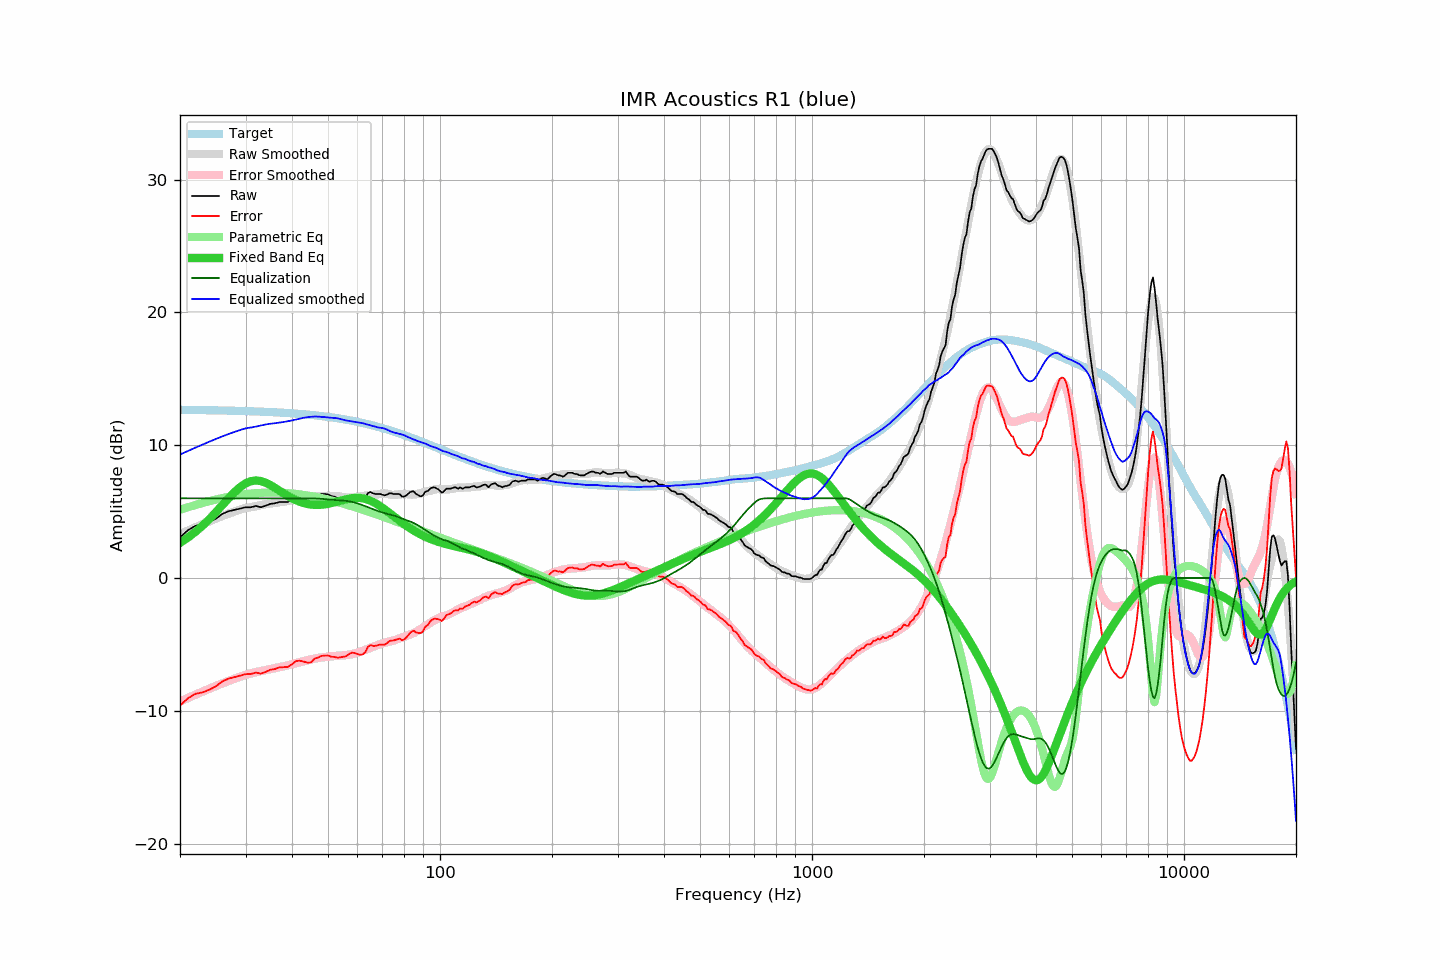 IMR Acoustics R1 (blue)
Target
Raw Smoothed
Error Smoothed
Raw
Error
Parametric Eq
Fixed Band Eq
Equalization
Equalized smoothed
30
20
10
0
−10
−20
Amplitude (dBr)
100
1000
10000
Frequency (Hz)